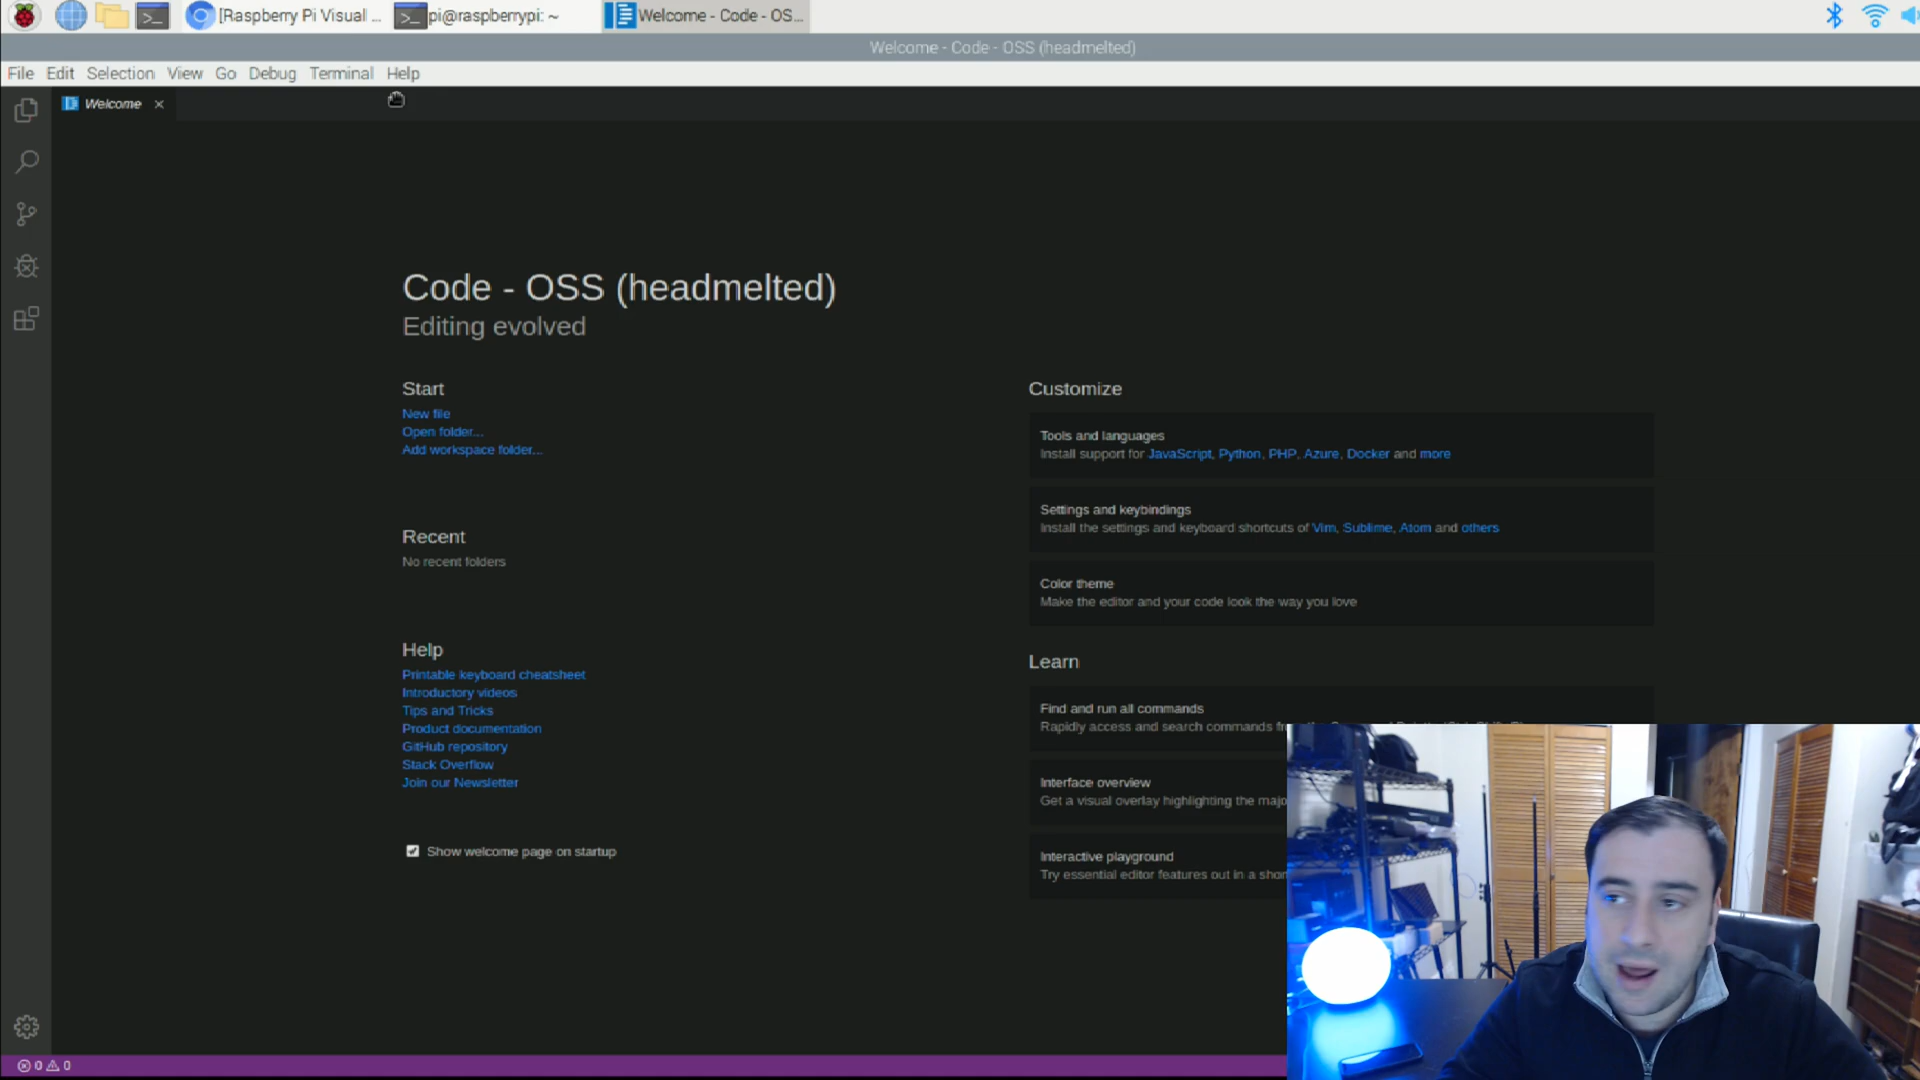 [Raspberry Pi Visual ...
pi@raspberrypi: ~
Welcome - Code - OS...
Welcome - Code - OSS (headmelted)
File Edit Selection View Go Debug Terminal Help
Welcome
Code - OSS (headmelted)
Editing evolved
Start
New file
Open folder...
Add workspace folder...
Recent
No recent folders
Help
Printable keyboard cheatsheet
Introductory videos
Tips and Tricks
Product documentation
GitHub repository
Stack Overflow
Join our Newsletter
Show welcome page on startup
Customize
Tools and languages
Install support for JavaScript, Python, PHP, Azure, Docker and more
Settings and keybindings
Install the settings and keyboard shortcuts of Vim, Sublime, Atom and others
Color theme
Make the editor and your code look the way you love
Learn
Find and run all commands
Rapidly access and search commands
Interface overview
Get a visual overlay highlighting the majo
Interactive playground
Try essential editor features out in a shor
0 0